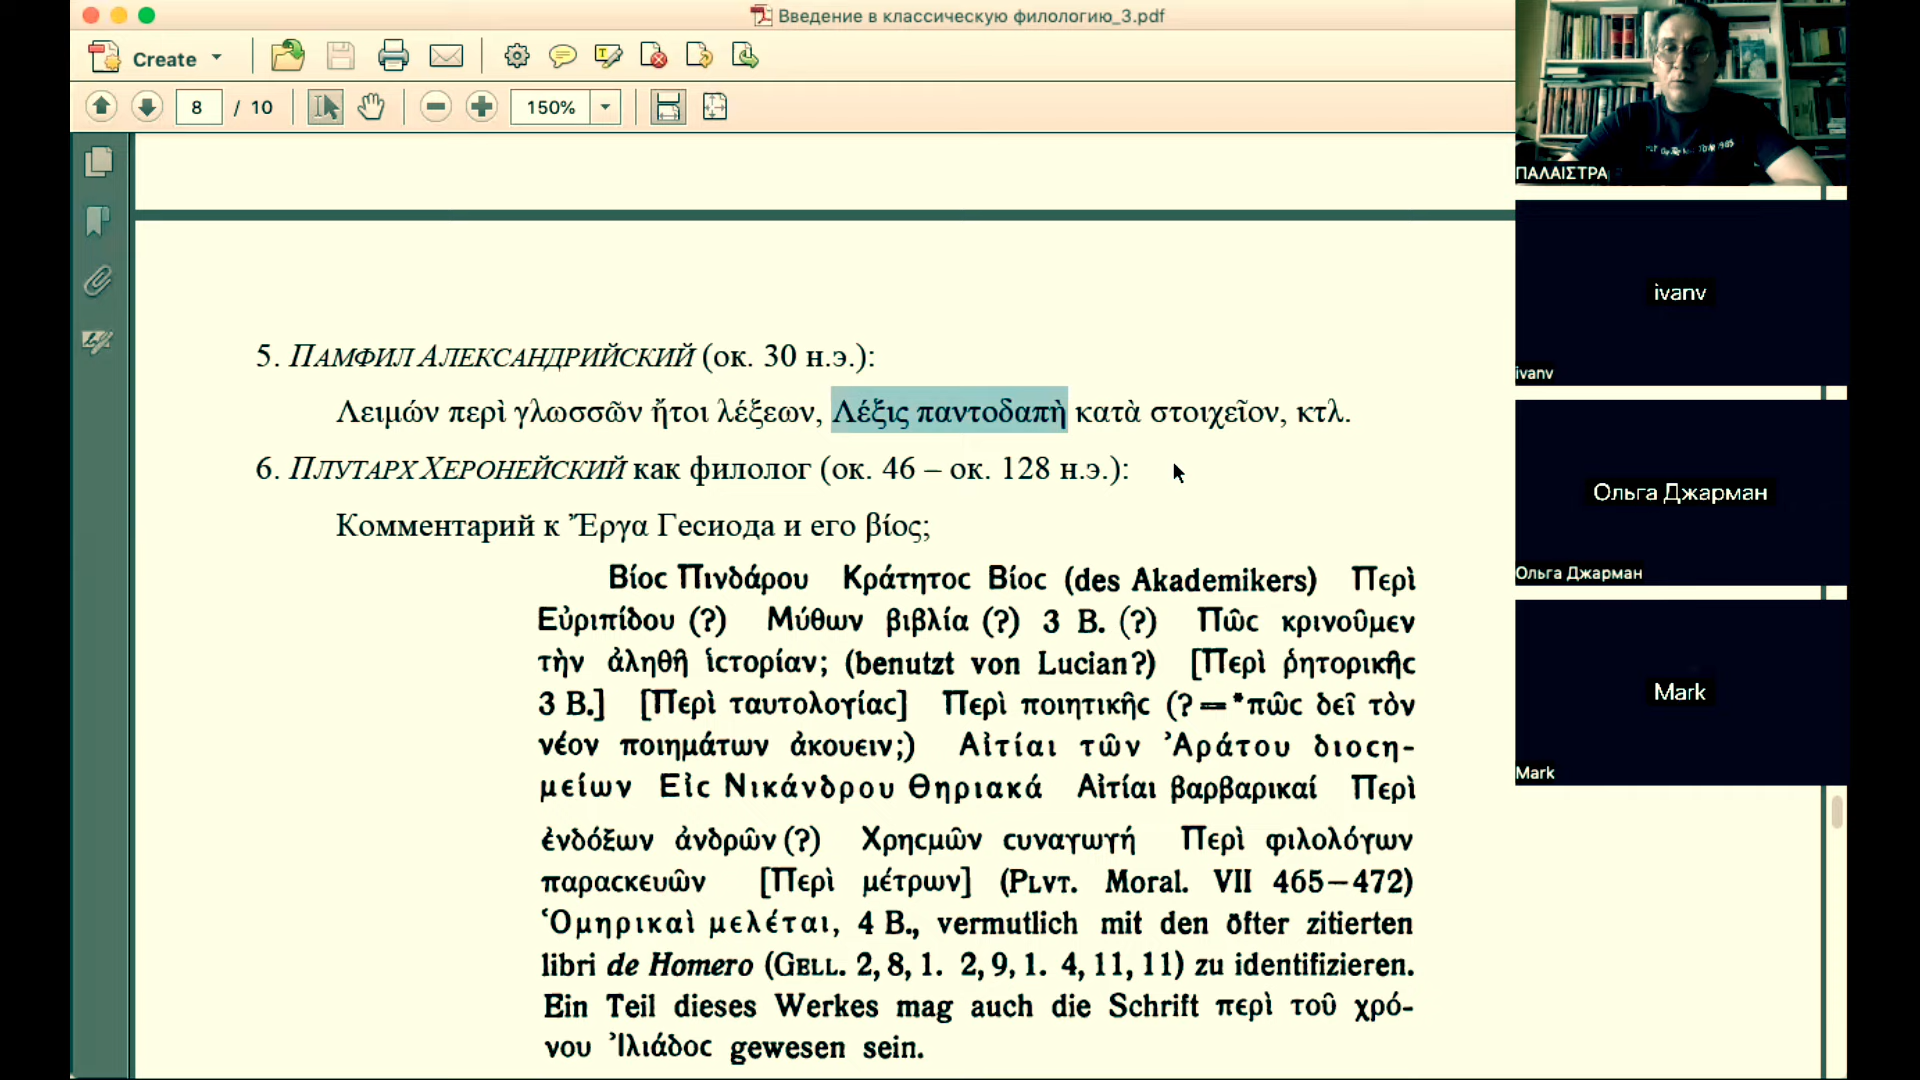 Введение в классическую филологию_3.pdf
Create
8 / 10
150%
5. ПАМФИЛ АЛЕКСАНДРИЙСКИЙ (ок. 30 н.э.):
Λειμών περὶ γλωσσῶν ἤτοι λέξεων, Λέξις παντοδαπὴ κατὰ στοιχεῖον, κτλ.
6. ПЛУТАРХ ХЕРОНЕЙСКИЙ как филолог (ок. 46 – ок. 128 н.э.):
Комментарий к Ἔργα Гесиода и его βίος;
Βίοϲ Πινδάρου Κράτητοϲ Βίοϲ (des Akademikers) Περὶ
Εὐριπίδου (?) Μύθων βιβλία (?) 3 B. (?) Πῶϲ κρινοῦμεν
τὴν ἀληθῆ ἱϲτορίαν; (benutzt von Lucian?) [Περὶ ῥητορικῆϲ
3 B.] [Περὶ ταυτολογίαϲ] Περὶ ποιητικῆϲ (?=*πῶϲ δεῖ τὸν
νέον ποιημάτων ἀκουειν;) Αἰτίαι τῶν Ἀράτου διοϲη-
μείων Εἰϲ Νικάνδρου Θηριακά Αἰτίαι βαρβαρικαί Περὶ
ἐνδόξων ἀνδρῶν (?) Χρηϲμῶν ϲυναγωγή Περὶ φιλολόγων
παραϲκευῶν [Περὶ μέτρων] (PLVT. Moral. VII 465–472)
Ὁμηρικαὶ μελέται, 4 B., vermutlich mit den öfter zitierten
libri de Homero (GELL. 2, 8, 1. 2, 9, 1. 4, 11, 11) zu identifizieren.
Ein Teil dieses Werkes mag auch die Schrift περὶ τοῦ χρό-
νου Ἰλιάδοϲ gewesen sein.
ΠΑΛΑΙΣΤΡΑ
ivanv
ivanv
Ольга Джарман
Ольга Джарман
Mark
Mark